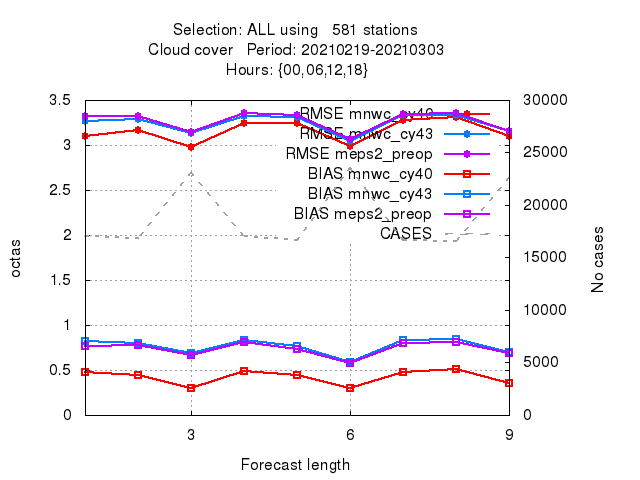 Selection: ALL using 581 stations
Cloud cover Period: 20210219-20210303
Hours: {00,06,12,18}
3.5
3
2.5
2
1.5
1
0.5
0
30000
25000
20000
15000
10000
5000
0
RMSE mnwc_cy40
RMSE mnwc_cy43
RMSE meps2_preop
BIAS mnwc_cy40
BIAS mnwc_cy43
BIAS meps2_preop
CASES
octas
No cases
3 6 9
Forecast length